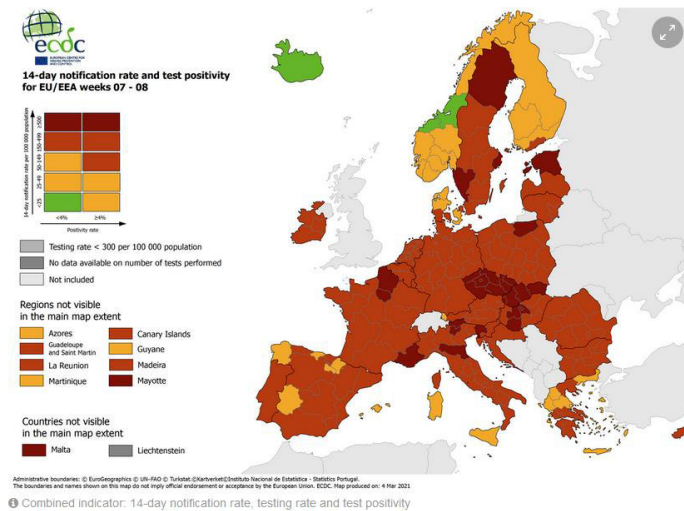 ecdc
EUROPEAN CENTRE FOR
DISEASE PREVENTION
AND CONTROL
14-day notification rate and test positivity
for EU/EEA weeks 07 - 08
14-day notification rate per 100 000 population
≥500
150-499
50-149
25-49
<25
<4%
≥4%
Positivity rate
Testing rate < 300 per 100 000 population
No data available on number of tests performed
Not included
Regions not visible
in the main map extent
Azores
Canary Islands
Guadeloupe
and Saint Martin
Guyane
La Reunion
Madeira
Martinique
Mayotte
Countries not visible
in the main map extent
Malta
Liechtenstein
Administrative boundaries: © EuroGeographics © UN-FAO © Turkstat.©Kartverket©Instituto Nacional de Estatística - Statistics Portugal.
The boundaries and names shown on this map do not imply official endorsement or acceptance by the European Union. ECDC. Map produced on: 4 Mar 2021
Combined indicator: 14-day notification rate, testing rate and test positivity